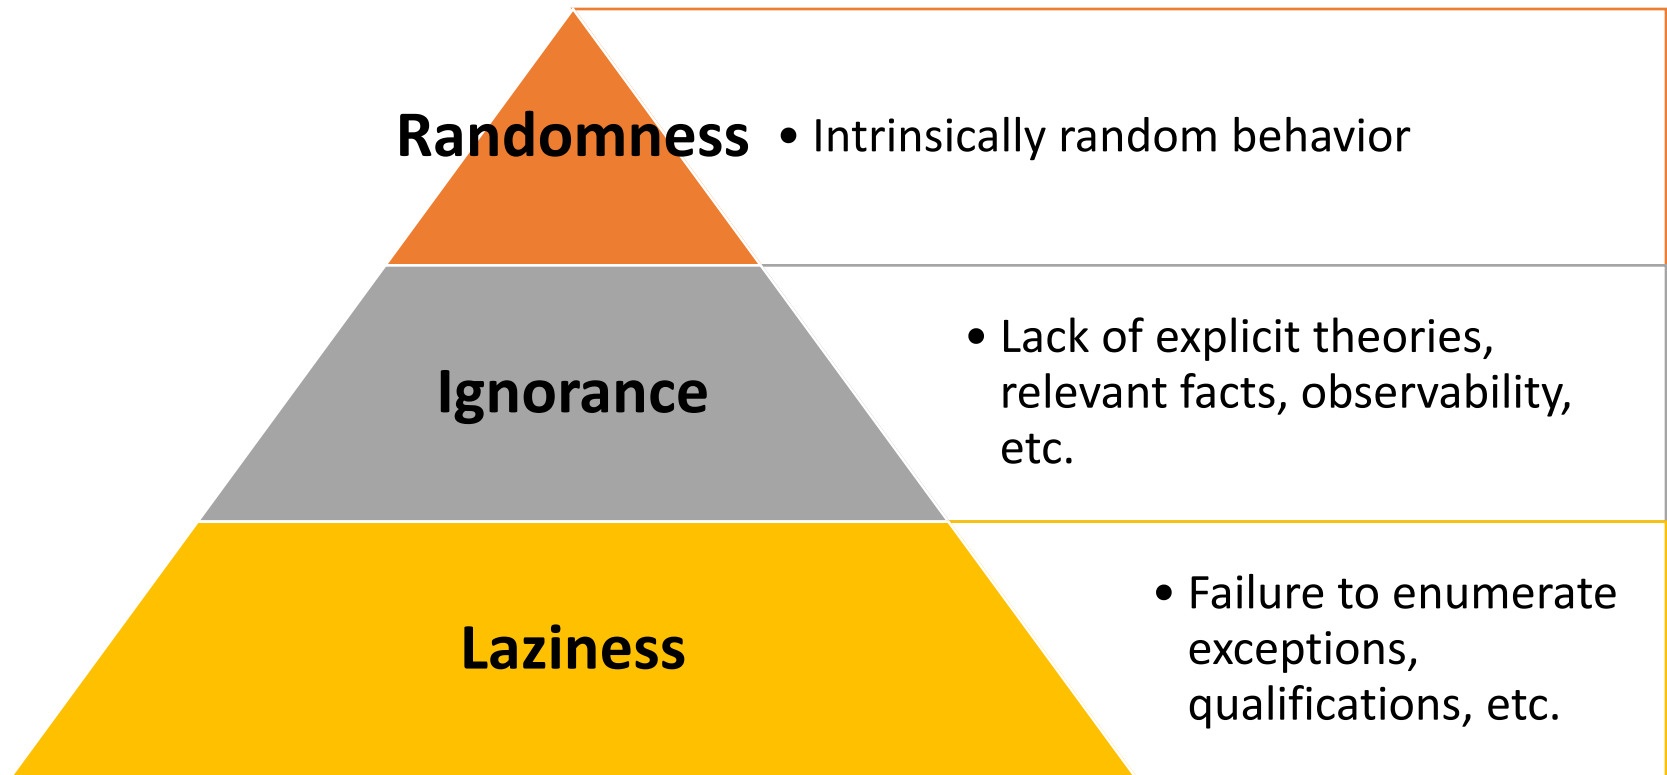 Randomness
• Intrinsically random behavior
Ignorance
• Lack of explicit theories,
relevant facts, observability,
etc.
Laziness
• Failure to enumerate
exceptions,
qualifications, etc.